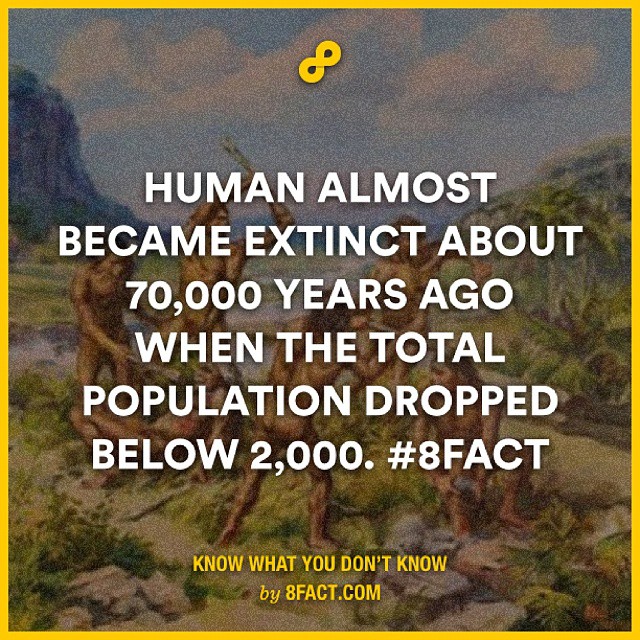 HUMAN ALMOST
BECAME EXTINCT ABOUT
70,000 YEARS AGO
WHEN THE TOTAL
POPULATION DROPPED
BELOW 2,000. #8FACT
KNOW WHAT YOU DON'T KNOW
by 8FACT.COM